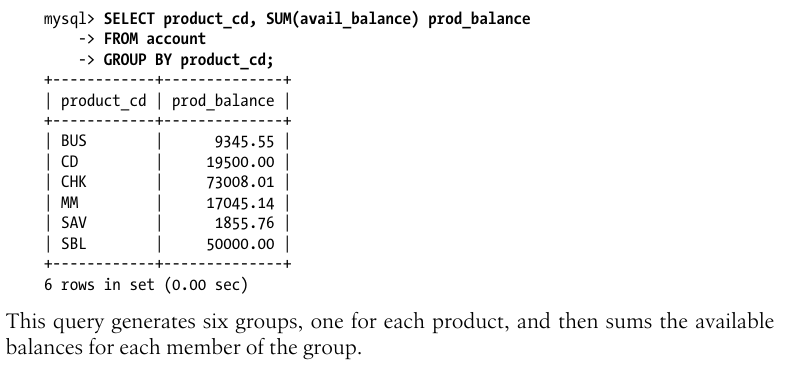 mysql> SELECT product_cd, SUM(avail_balance) prod_balance
    -> FROM account
    -> GROUP BY product_cd;
+------------+--------------+
| product_cd | prod_balance |
+------------+--------------+
| BUS        |      9345.55 |
| CD         |     19500.00 |
| CHK        |     73008.01 |
| MM         |     17045.14 |
| SAV        |      1855.76 |
| SBL        |     50000.00 |
+------------+--------------+
6 rows in set (0.00 sec)
This query generates six groups, one for each product, and then sums the available
balances for each member of the group.